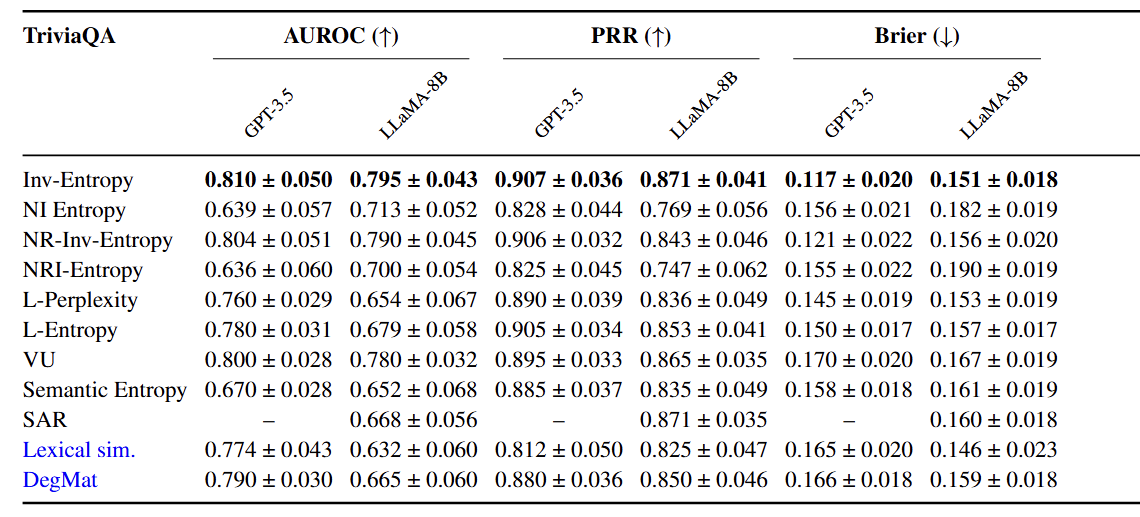 TriviaQA AUROC (↑) PRR (↑) Brier (↓)
GPT-3.5 LLaMA-8B GPT-3.5 LLaMA-8B GPT-3.5 LLaMA-8B
Inv-Entropy 0.810 ± 0.050 0.795 ± 0.043 0.907 ± 0.036 0.871 ± 0.041 0.117 ± 0.020 0.151 ± 0.018
NI Entropy 0.639 ± 0.057 0.713 ± 0.052 0.828 ± 0.044 0.769 ± 0.056 0.156 ± 0.021 0.182 ± 0.019
NR-Inv-Entropy 0.804 ± 0.051 0.790 ± 0.045 0.906 ± 0.032 0.843 ± 0.046 0.121 ± 0.022 0.156 ± 0.020
NRI-Entropy 0.636 ± 0.060 0.700 ± 0.054 0.825 ± 0.045 0.747 ± 0.062 0.155 ± 0.022 0.190 ± 0.019
L-Perplexity 0.760 ± 0.029 0.654 ± 0.067 0.890 ± 0.039 0.836 ± 0.049 0.145 ± 0.019 0.153 ± 0.019
L-Entropy 0.780 ± 0.031 0.679 ± 0.058 0.905 ± 0.034 0.853 ± 0.041 0.150 ± 0.017 0.157 ± 0.017
VU 0.800 ± 0.028 0.780 ± 0.032 0.895 ± 0.033 0.865 ± 0.035 0.170 ± 0.020 0.167 ± 0.019
Semantic Entropy 0.670 ± 0.028 0.652 ± 0.068 0.885 ± 0.037 0.835 ± 0.049 0.158 ± 0.018 0.161 ± 0.019
SAR – 0.668 ± 0.056 – 0.871 ± 0.035 – 0.160 ± 0.018
Lexical sim. 0.774 ± 0.043 0.632 ± 0.060 0.812 ± 0.050 0.825 ± 0.047 0.165 ± 0.020 0.146 ± 0.023
DegMat 0.790 ± 0.030 0.665 ± 0.060 0.880 ± 0.036 0.850 ± 0.046 0.166 ± 0.018 0.159 ± 0.018